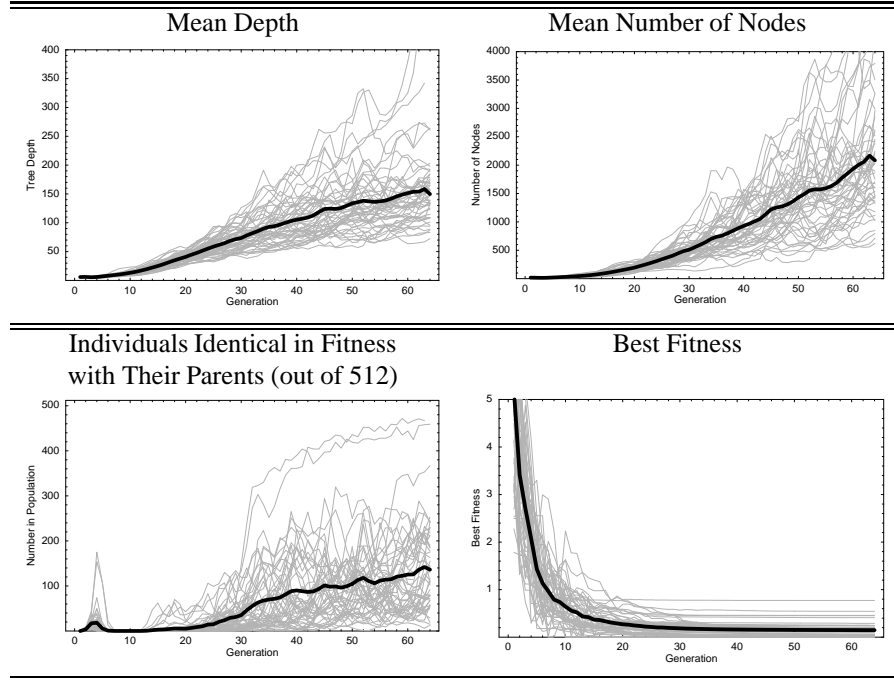 Mean Depth
Mean Number of Nodes
400
350
300
250
200
150
100
50
Tree Depth
0 10 20 30 40 50 60
Generation
4000
3500
3000
2500
2000
1500
1000
500
Number of Nodes
0 10 20 30 40 50 60
Generation
Individuals Identical in Fitness
with Their Parents (out of 512)
Best Fitness
500
400
300
200
100
Number in Population
0 10 20 30 40 50 60
Generation
5
4
3
2
1
Best Fitness
0 10 20 30 40 50 60
Generation